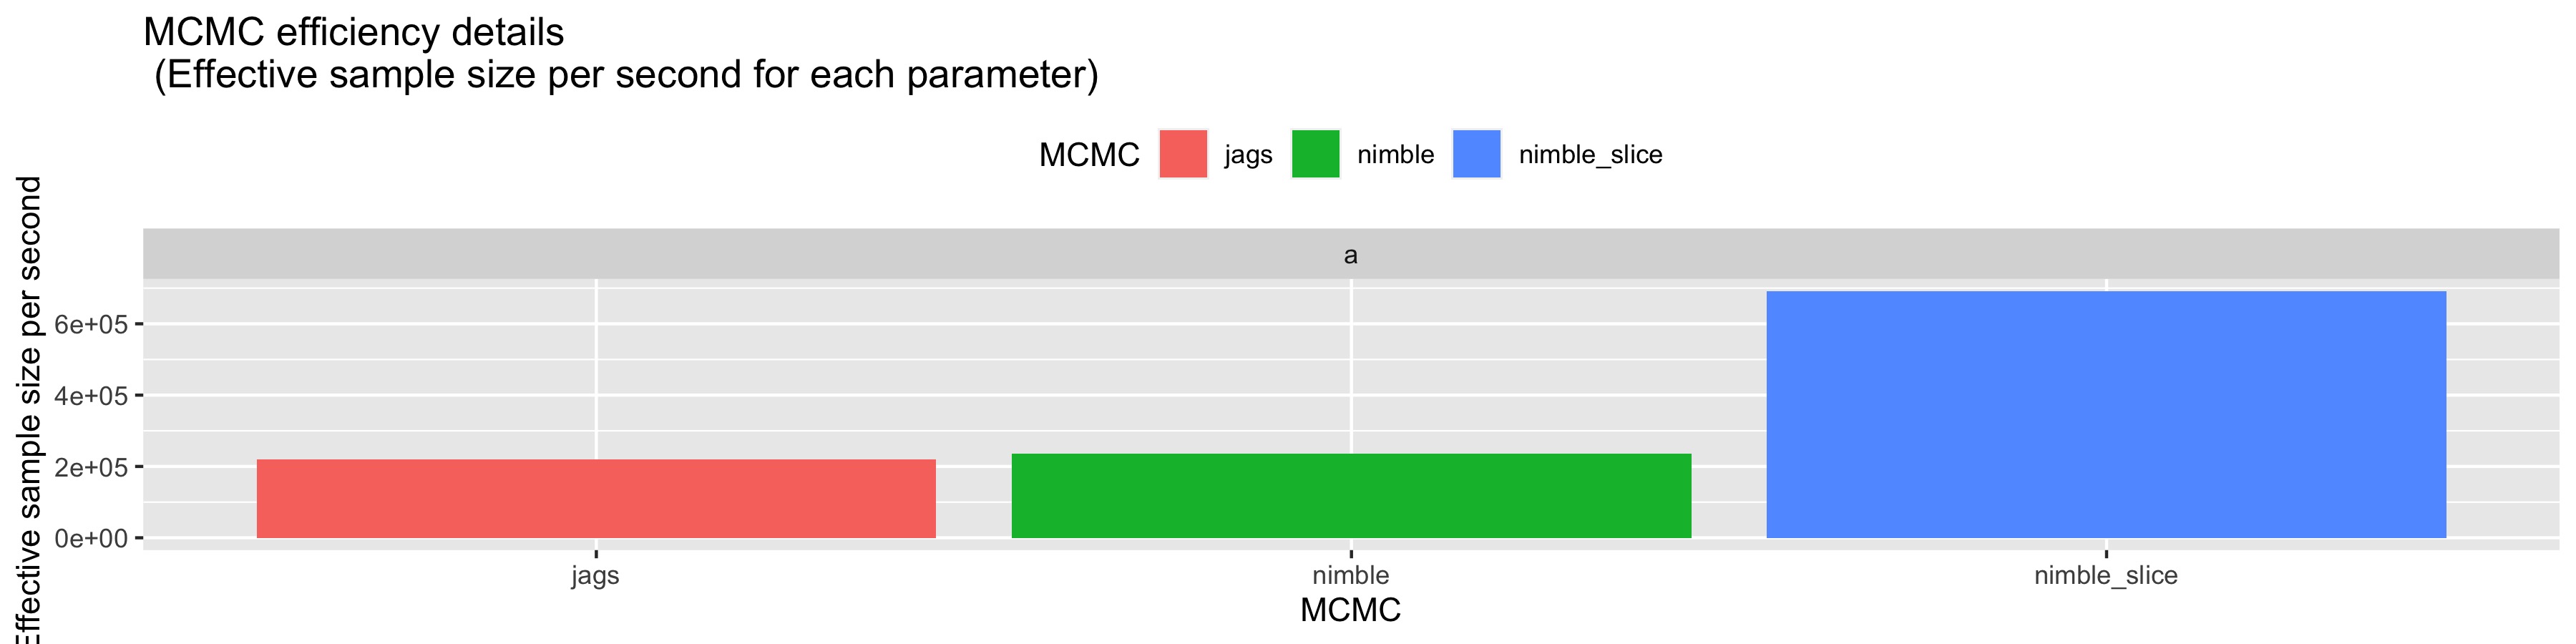 MCMC efficiency details
(Effective sample size per second for each parameter)
MCMC jags nimble nimble_slice
Effective sample size per second
a
6e+05
4e+05
2e+05
0e+00
jags nimble nimble_slice
MCMC